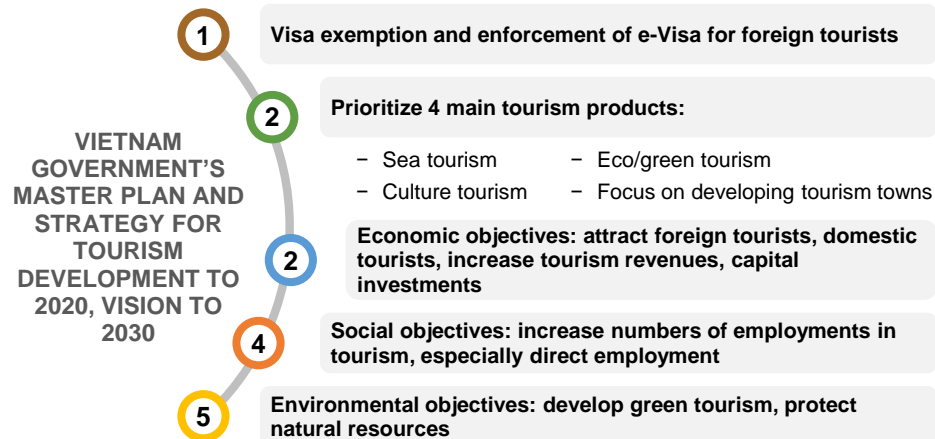 VIETNAM
GOVERNMENT'S
MASTER PLAN AND
STRATEGY FOR
TOURISM
DEVELOPMENT TO
2020, VISION TO
2030
1
Visa exemption and enforcement of e-Visa for foreign tourists
2
Prioritize 4 main tourism products:
− Sea tourism
− Culture tourism
− Eco/green tourism
− Focus on developing tourism towns
2
Economic objectives: attract foreign tourists, domestic
tourists, increase tourism revenues, capital
investments
4
Social objectives: increase numbers of employments in
tourism, especially direct employment
5
Environmental objectives: develop green tourism, protect
natural resources